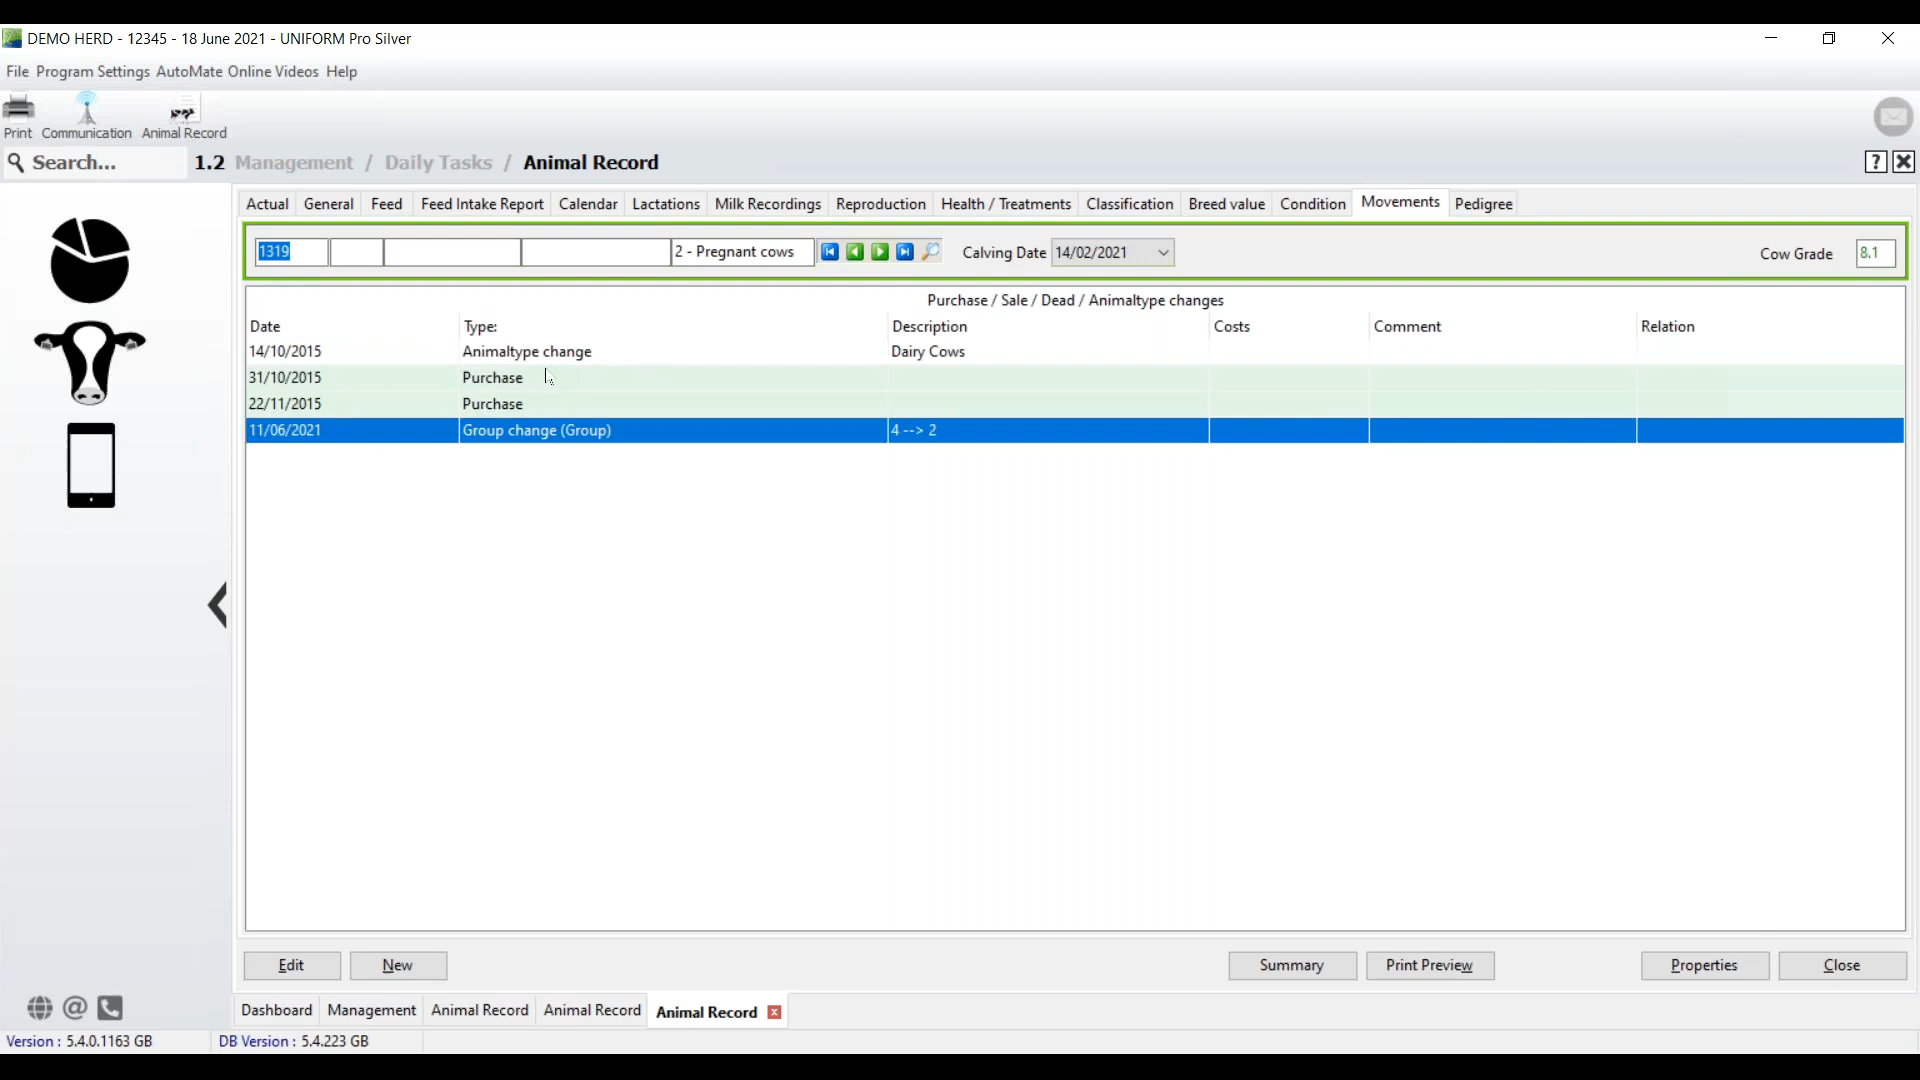 DEMO HERD - 12345 - 18 June 2021 - UNIFORM Pro Silver
File Program Settings AutoMate Online Videos Help
Print Communication Animal Record
Search... 1.2 Management / Daily Tasks / Animal Record ?
Actual General Feed Feed Intake Report Calendar Lactations Milk Recordings Reproduction Health / Treatments Classification Breed value Condition Movements Pedigree
1319 2 - Pregnant cows Calving Date 14/02/2021 Cow Grade 8.1
Purchase / Sale / Dead / Animaltype changes
Date Type: Description Costs Comment Relation
14/10/2015 Animaltype change Dairy Cows
31/10/2015 Purchase
22/11/2015 Purchase
11/06/2021 Group change (Group) 4 --> 2
Edit New Summary Print Preview Properties Close
@ Dashboard Management Animal Record Animal Record Animal Record
Version : 5.4.0.1163 GB DB Version : 5.4.223 GB